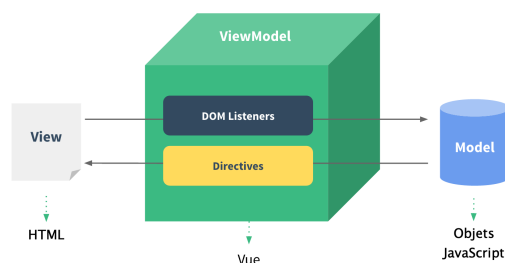 ViewModel
DOM Listeners
View
Directives
Model
HTML
Vue
Objets
JavaScript